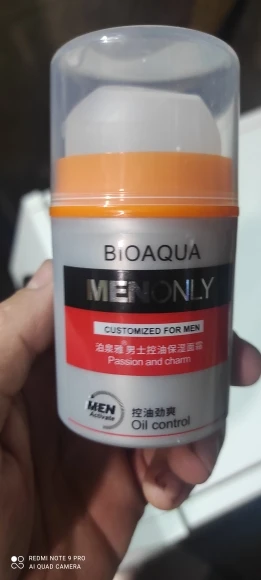 BIOAQUA
MENONLY
CUSTOMIZED FOR MEN
泊泉雅® 男士控油保湿面霜
Passion and charm
MEN
Activate
控油劲爽
Oil control
REDMI NOTE 9 PRO
AI QUAD CAMERA